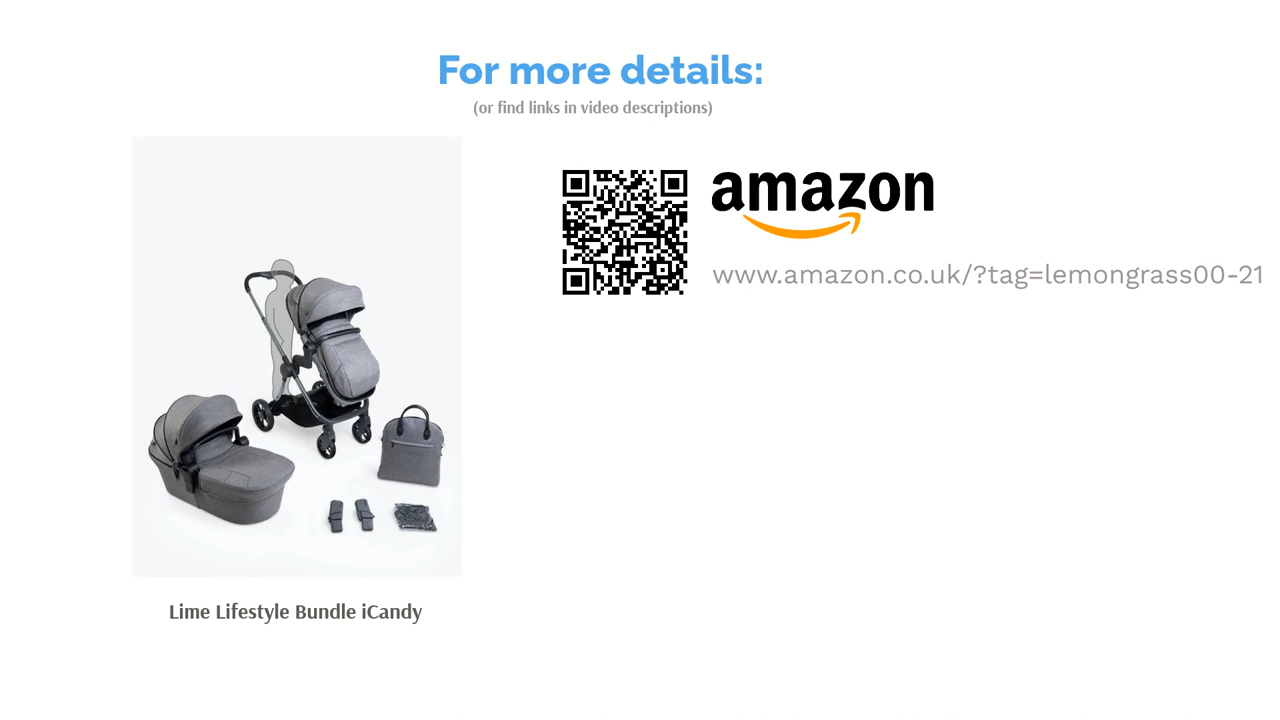 For more details:
(or find links in video descriptions)
amazon
www.amazon.co.uk/?tag=lemongrass00-21
Lime Lifestyle Bundle iCandy